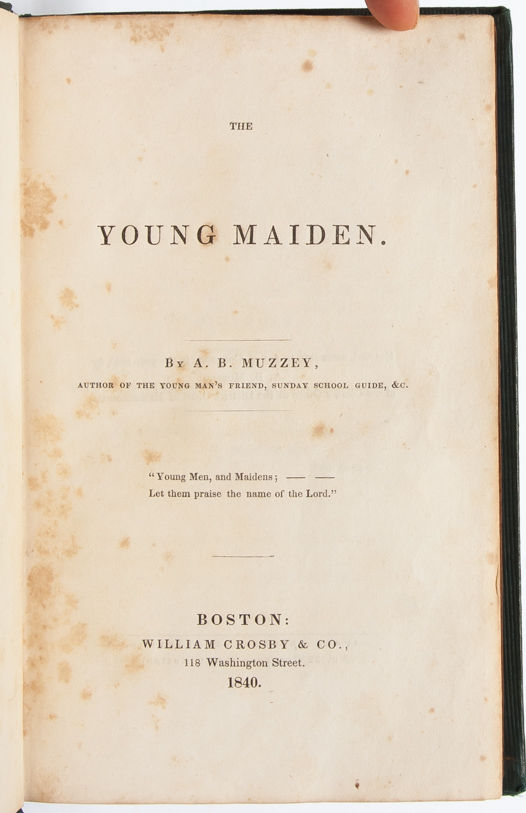 THE
YOUNG MAIDEN.
By A. B. MUZZEY,
AUTHOR OF THE YOUNG MAN'S FRIEND, SUNDAY SCHOOL GUIDE, &C.
“Young Men, and Maidens; — —
Let them praise the name of the Lord.”
BOSTON:
WILLIAM CROSBY & CO.,
118 Washington Street.
1840.